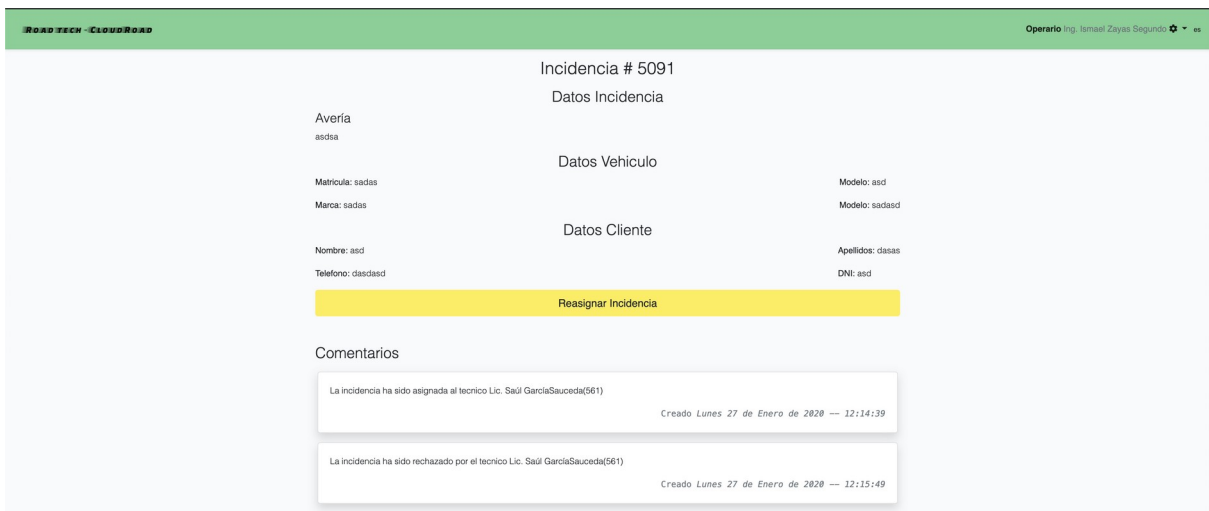 Road tech - CloudRoad
Operario Ing. Ismael Zayas Segundo es
Incidencia # 5091
Datos Incidencia
Avería
asdsa
Datos Vehiculo
Matricula: sadas Modelo: asd
Marca: sadas Modelo: sadasd
Datos Cliente
Nombre: asd Apellidos: dasas
Telefono: dasdasd DNI: asd
Reasignar Incidencia
Comentarios
La incidencia ha sido asignada al tecnico Lic. Saúl GarcíaSauceda(561)
Creado Lunes 27 de Enero de 2020 –– 12:14:39
La incidencia ha sido rechazado por el tecnico Lic. Saúl GarcíaSauceda(561)
Creado Lunes 27 de Enero de 2020 –– 12:15:49